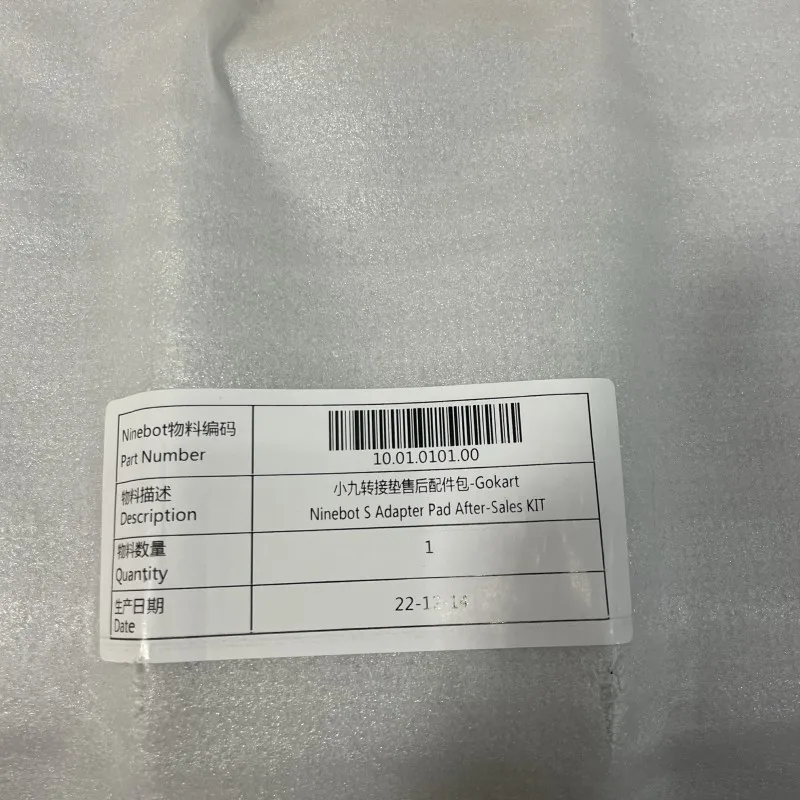 Ninebot物料编码
Part Number
10.01.0101.00
物料描述
Description
小九转接垫售后配件包-Gokart
Ninebot S Adapter Pad After-Sales KIT
物料数量
Quantity
1
生产日期
Date